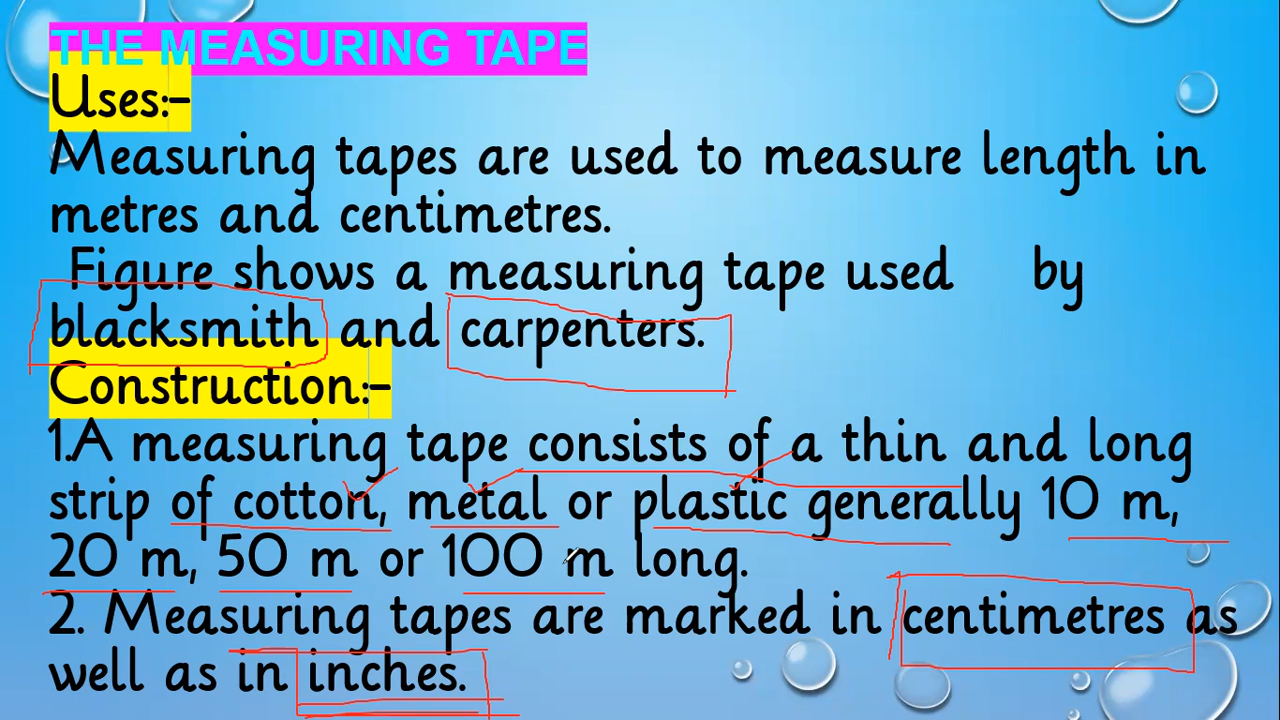 THE MEASURING TAPE
Uses:-
Measuring tapes are used to measure length in
metres and centimetres.
Figure shows a measuring tape used by
blacksmith and carpenters.
Construction:-
1.A measuring tape consists of a thin and long
strip of cotton, metal or plastic generally 10 m,
20 m, 50 m or 100 m long.
2. Measuring tapes are marked in centimetres as
well as in inches.